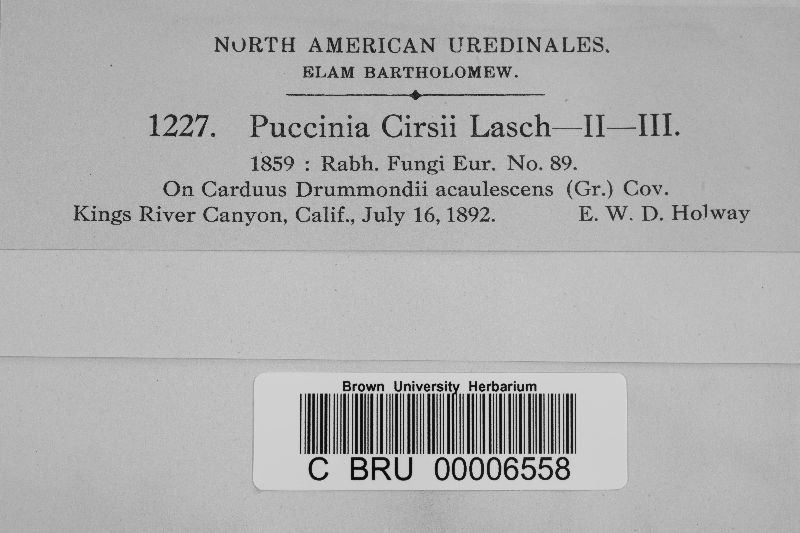 NORTH AMERICAN UREDINALES.
ELAM BARTHOLOMEW.
1227. Puccinia Cirsii Lasch—II—III.
1859 : Rabh. Fungi Eur. No. 89.
On Carduus Drummondii acaulescens (Gr.) Cov.
Kings River Canyon, Calif., July 16, 1892. E. W. D. Holway
Brown University Herbarium
C BRU 00006558